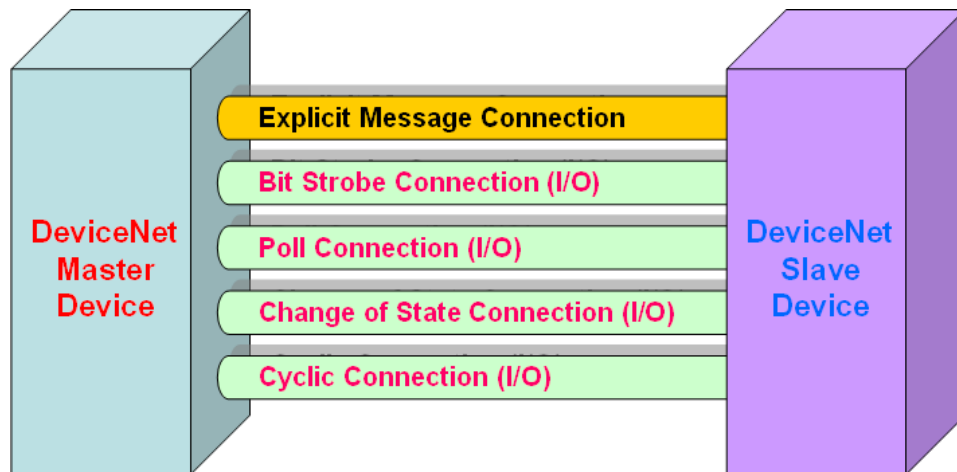 Explicit Message Connection
Bit Strobe Connection (I/O)
DeviceNet
Master
Device
Poll Connection (I/O)
DeviceNet
Slave
Device
Change of State Connection (I/O)
Cyclic Connection (I/O)